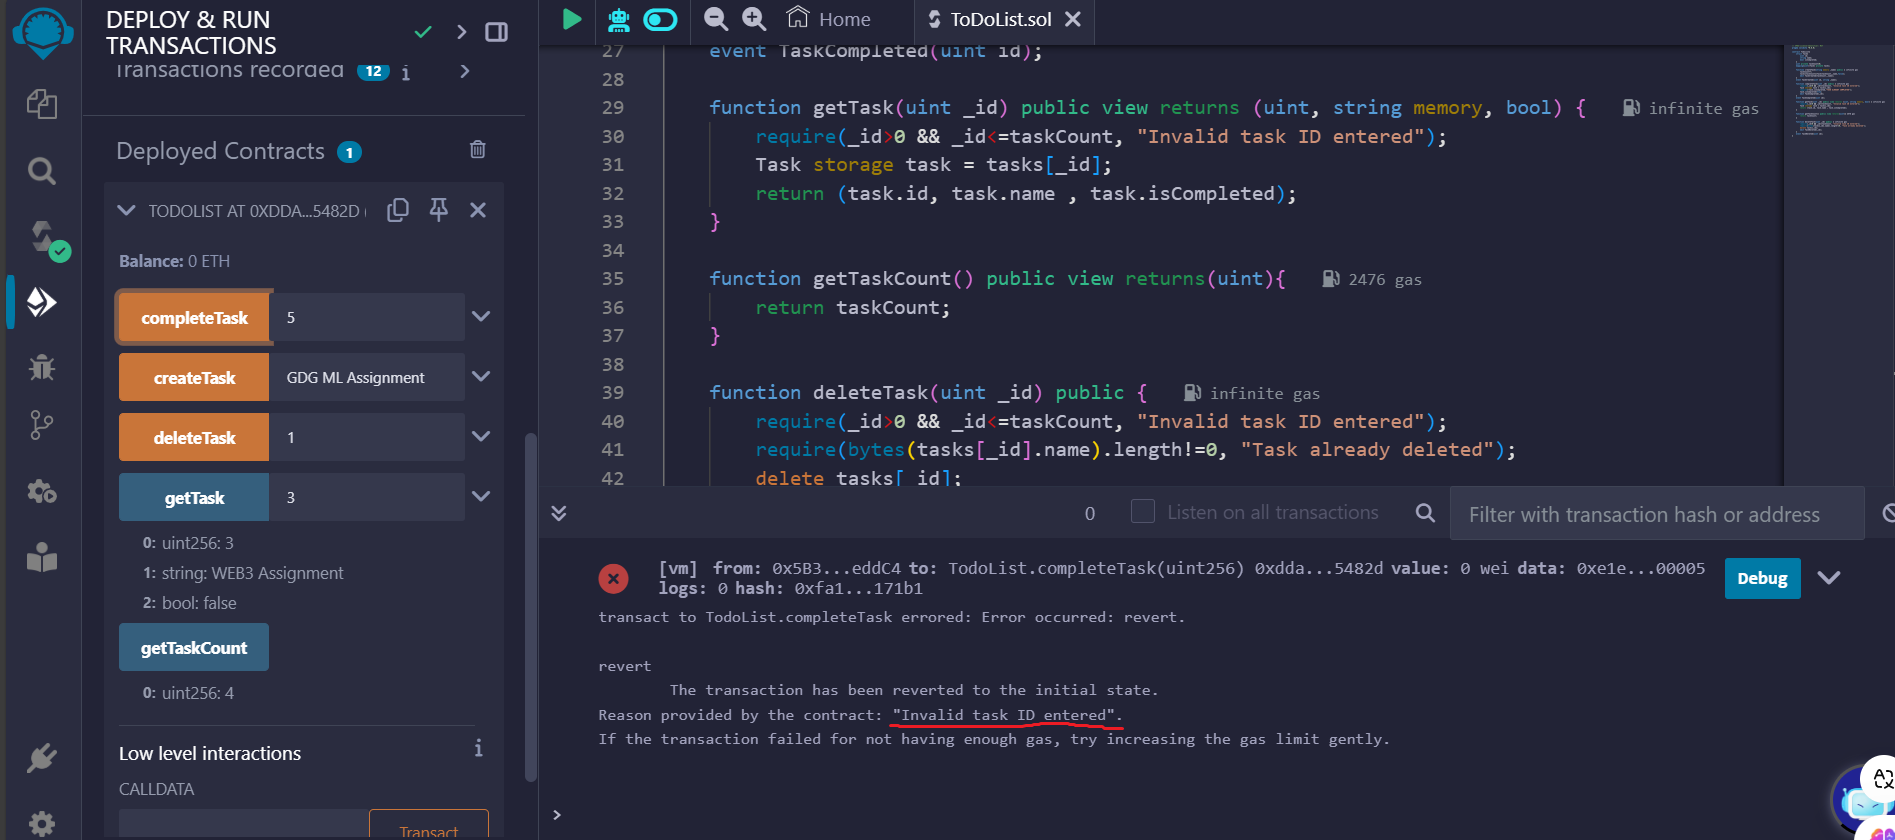 DEPLOY & RUN
TRANSACTIONS
Transactions recorded 12 i
Deployed Contracts 1
TODOLIST AT 0XDDA...5482D (
Balance: 0 ETH
completeTask 5
createTask GDG ML Assignment
deleteTask 1
getTask 3
0: uint256: 3
1: string: WEB3 Assignment
2: bool: false
getTaskCount
0: uint256: 4
Low level interactions i
CALLDATA
Transact
Home
ToDoList.sol
27 event TaskCompleted(uint id);
28
29 function getTask(uint _id) public view returns (uint, string memory, bool) { infinite gas
30 require(_id>0 && _id<=taskCount, "Invalid task ID entered");
31 Task storage task = tasks[_id];
32 return (task.id, task.name , task.isCompleted);
33 }
34
35 function getTaskCount() public view returns(uint){ 2476 gas
36 return taskCount;
37 }
38
39 function deleteTask(uint _id) public { infinite gas
40 require(_id>0 && _id<=taskCount, "Invalid task ID entered");
41 require(bytes(tasks[_id].name).length!=0, "Task already deleted");
42 delete tasks[_id];
0 Listen on all transactions Filter with transaction hash or address
[vm] from: 0x5B3...eddC4 to: TodoList.completeTask(uint256) 0xdda...5482d value: 0 wei data: 0xe1e...00005
logs: 0 hash: 0xfa1...171b1
Debug
transact to TodoList.completeTask errored: Error occurred: revert.
revert
The transaction has been reverted to the initial state.
Reason provided by the contract: "Invalid task ID entered".
If the transaction failed for not having enough gas, try increasing the gas limit gently.
>